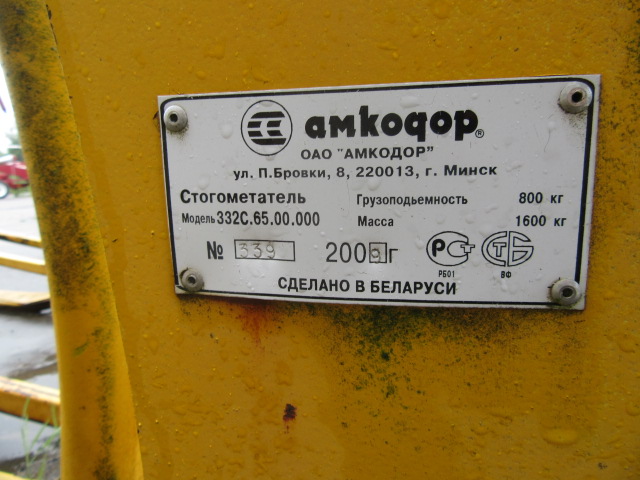 амкодор®
ОАО "АМКОДОР"
ул. П.Бровки, 8, 220013, г. Минск
Стогометатель Грузоподьемность 800 кг
Модель 332С.65.00.000 Масса 1600 кг
№ 339 2009г РБ01 ВФ
СДЕЛАНО В БЕЛАРУСИ